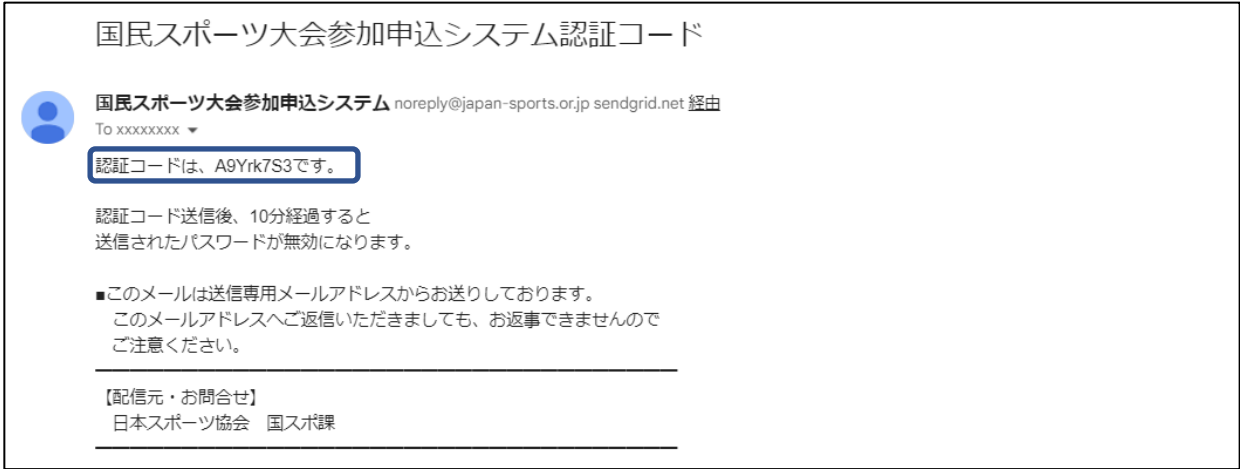 国民スポーツ大会参加申込システム認証コード
国民スポーツ大会参加申込システム noreply@japan-sports.or.jp sendgrid.net 経由
To xxxxxxxx
認証コードは、A9Yrk7S3です。
認証コード送信後、10分経過すると
送信されたパスワードが無効になります。
■このメールは送信専用メールアドレスからお送りしております。
このメールアドレスへご返信いただきましても、お返事できませんので
ご注意ください。
【配信元・お問合せ】
日本スポーツ協会　国スポ課